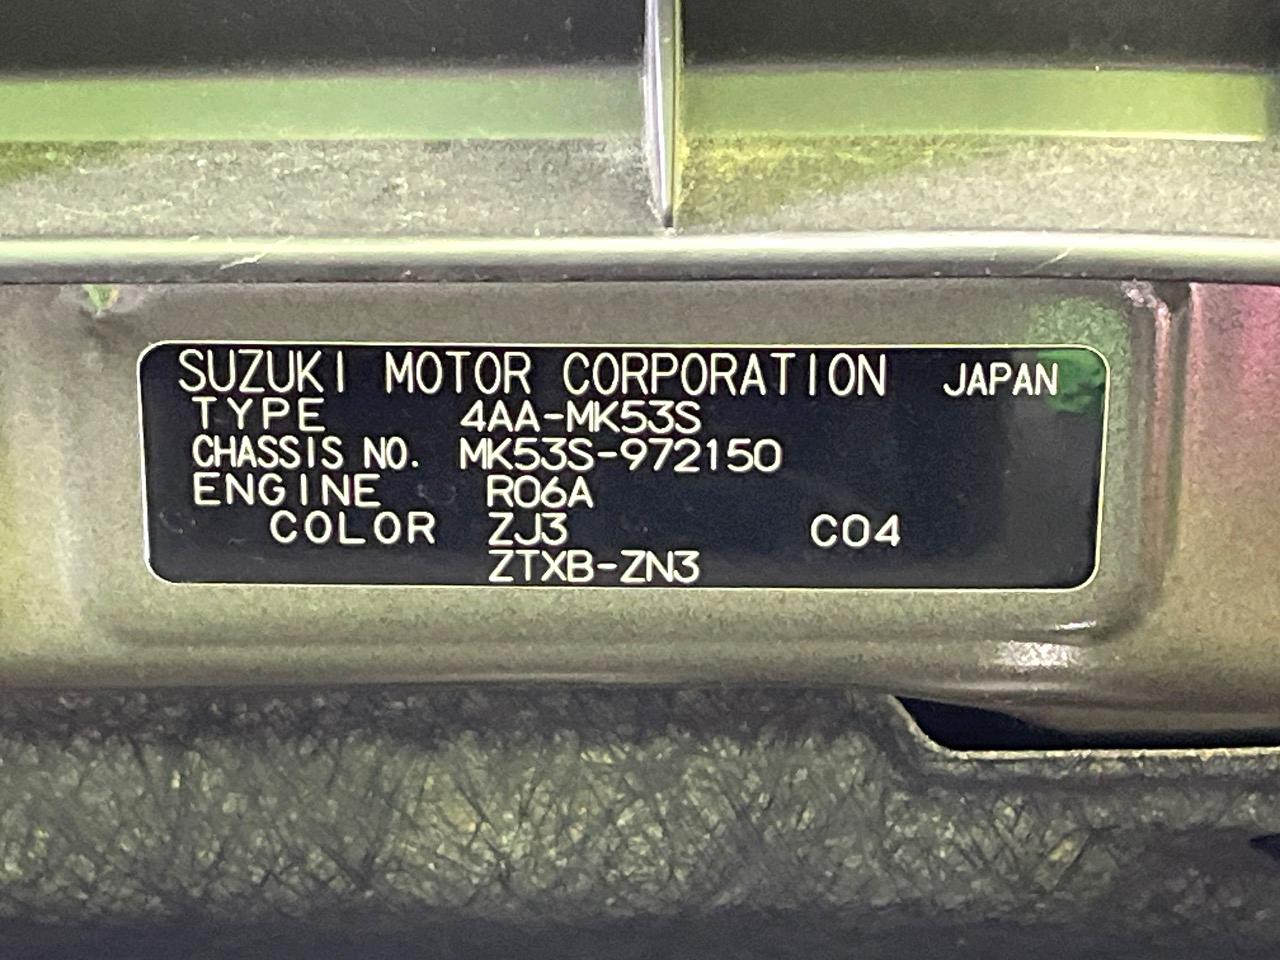 SUZUKI MOTOR CORPORATION JAPAN
TYPE 4AA-MK53S
CHASSIS NO. MK53S-972150
ENGINE R06A
COLOR ZJ3 C04
ZTXB-ZN3